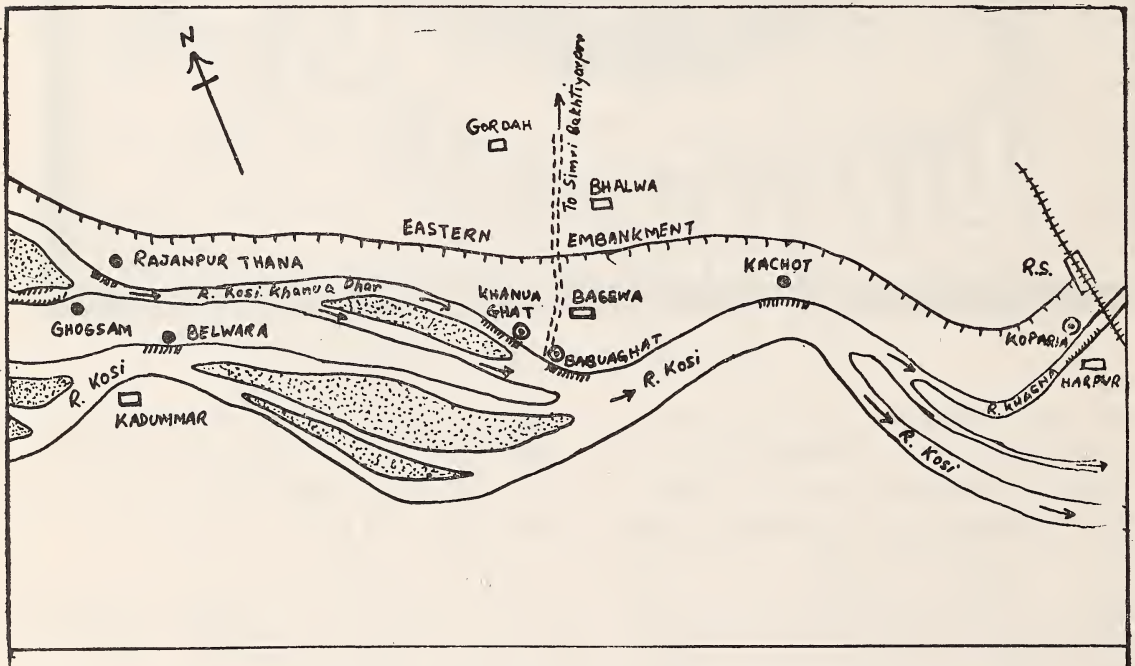 N
To Simri Bakhtiyarpur
GORDAH
BHALWA
EASTERN EMBANKMENT
RAJANPUR THANA
KACHOT
R.S.
R. Kosi Khanua Dhar
KHANUA GHAT
BAGEWA
GHOGSAM
BELWARA
KOPARIA
BABUAGHAT
R. KOSI
HARPUR
R. KOSI
KADUMMAR
R. KHAGNA
R. KOSI